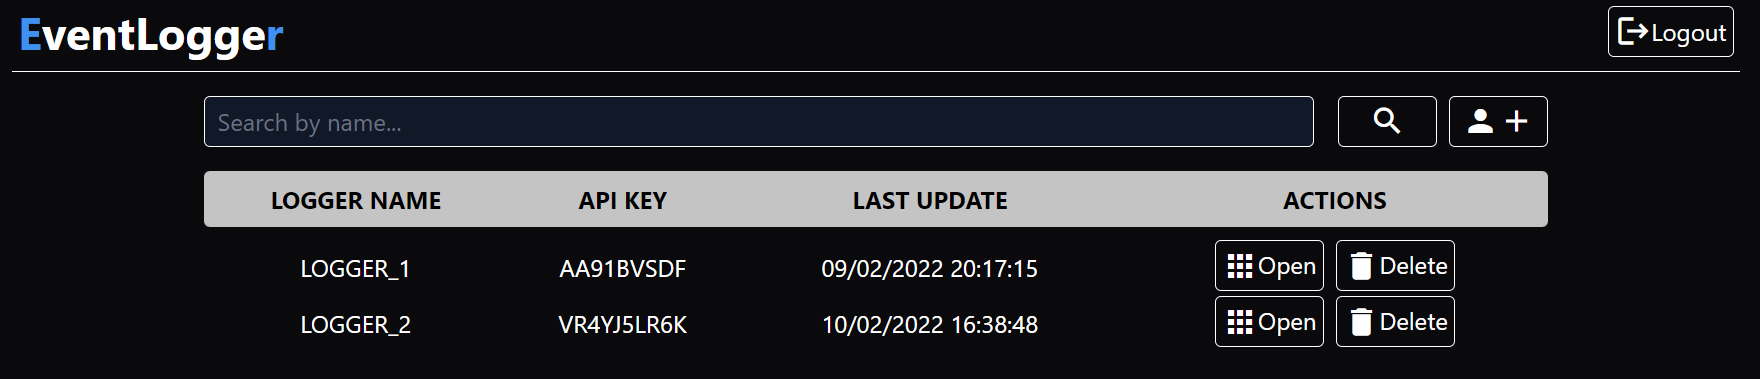 EventLogger
Logout
Search by name...
LOGGER NAME API KEY LAST UPDATE ACTIONS
LOGGER_1 AA91BVSDF 09/02/2022 20:17:15 Open Delete
LOGGER_2 VR4YJ5LR6K 10/02/2022 16:38:48 Open Delete